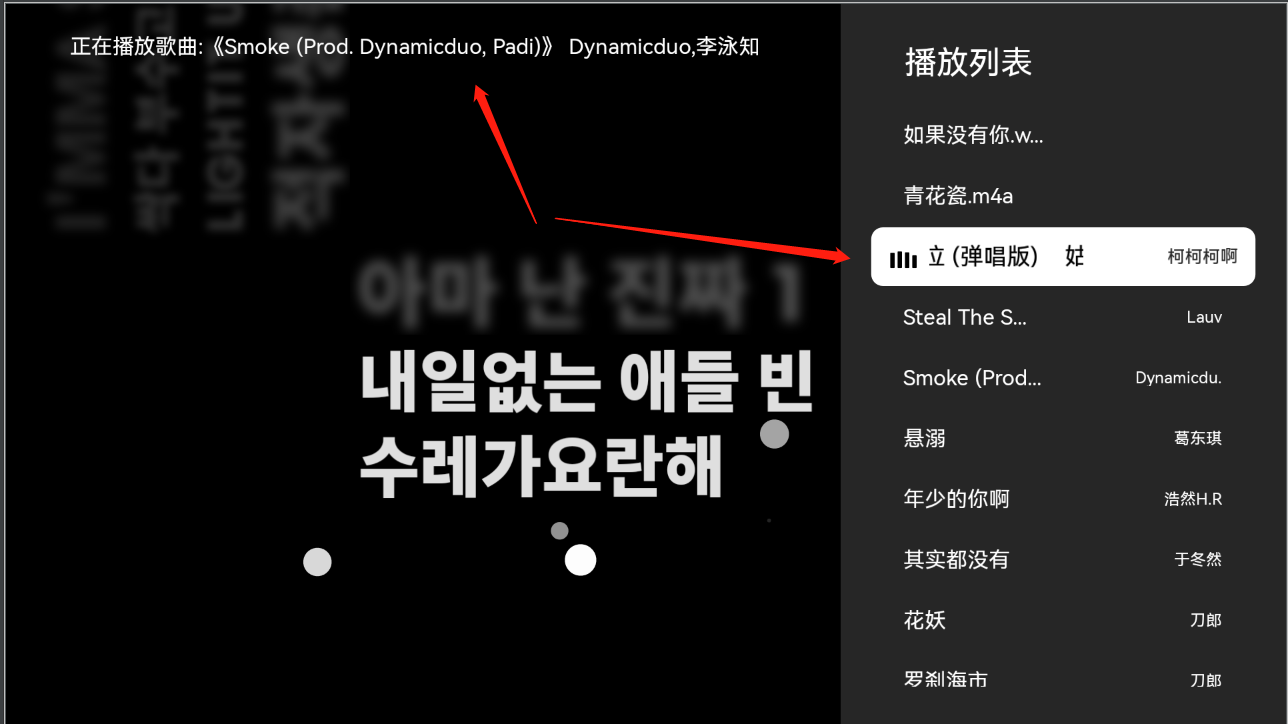 正在播放歌曲:《Smoke (Prod. Dynamicduo, Padi)》 Dynamicduo,李泳知
I'MMA
LIGHT
아마 난 진짜 1
내일없는 애들 빈
수레가요란해
播放列表
如果没有你.w...
青花瓷.m4a
立 (弹唱版) 姑 柯柯柯啊
Steal The S... Lauv
Smoke (Prod... Dynamicdu.
悬溺 葛东琪
年少的你啊 浩然H.R
其实都没有 于冬然
花妖 刀郎
罗刹海市 刀郎